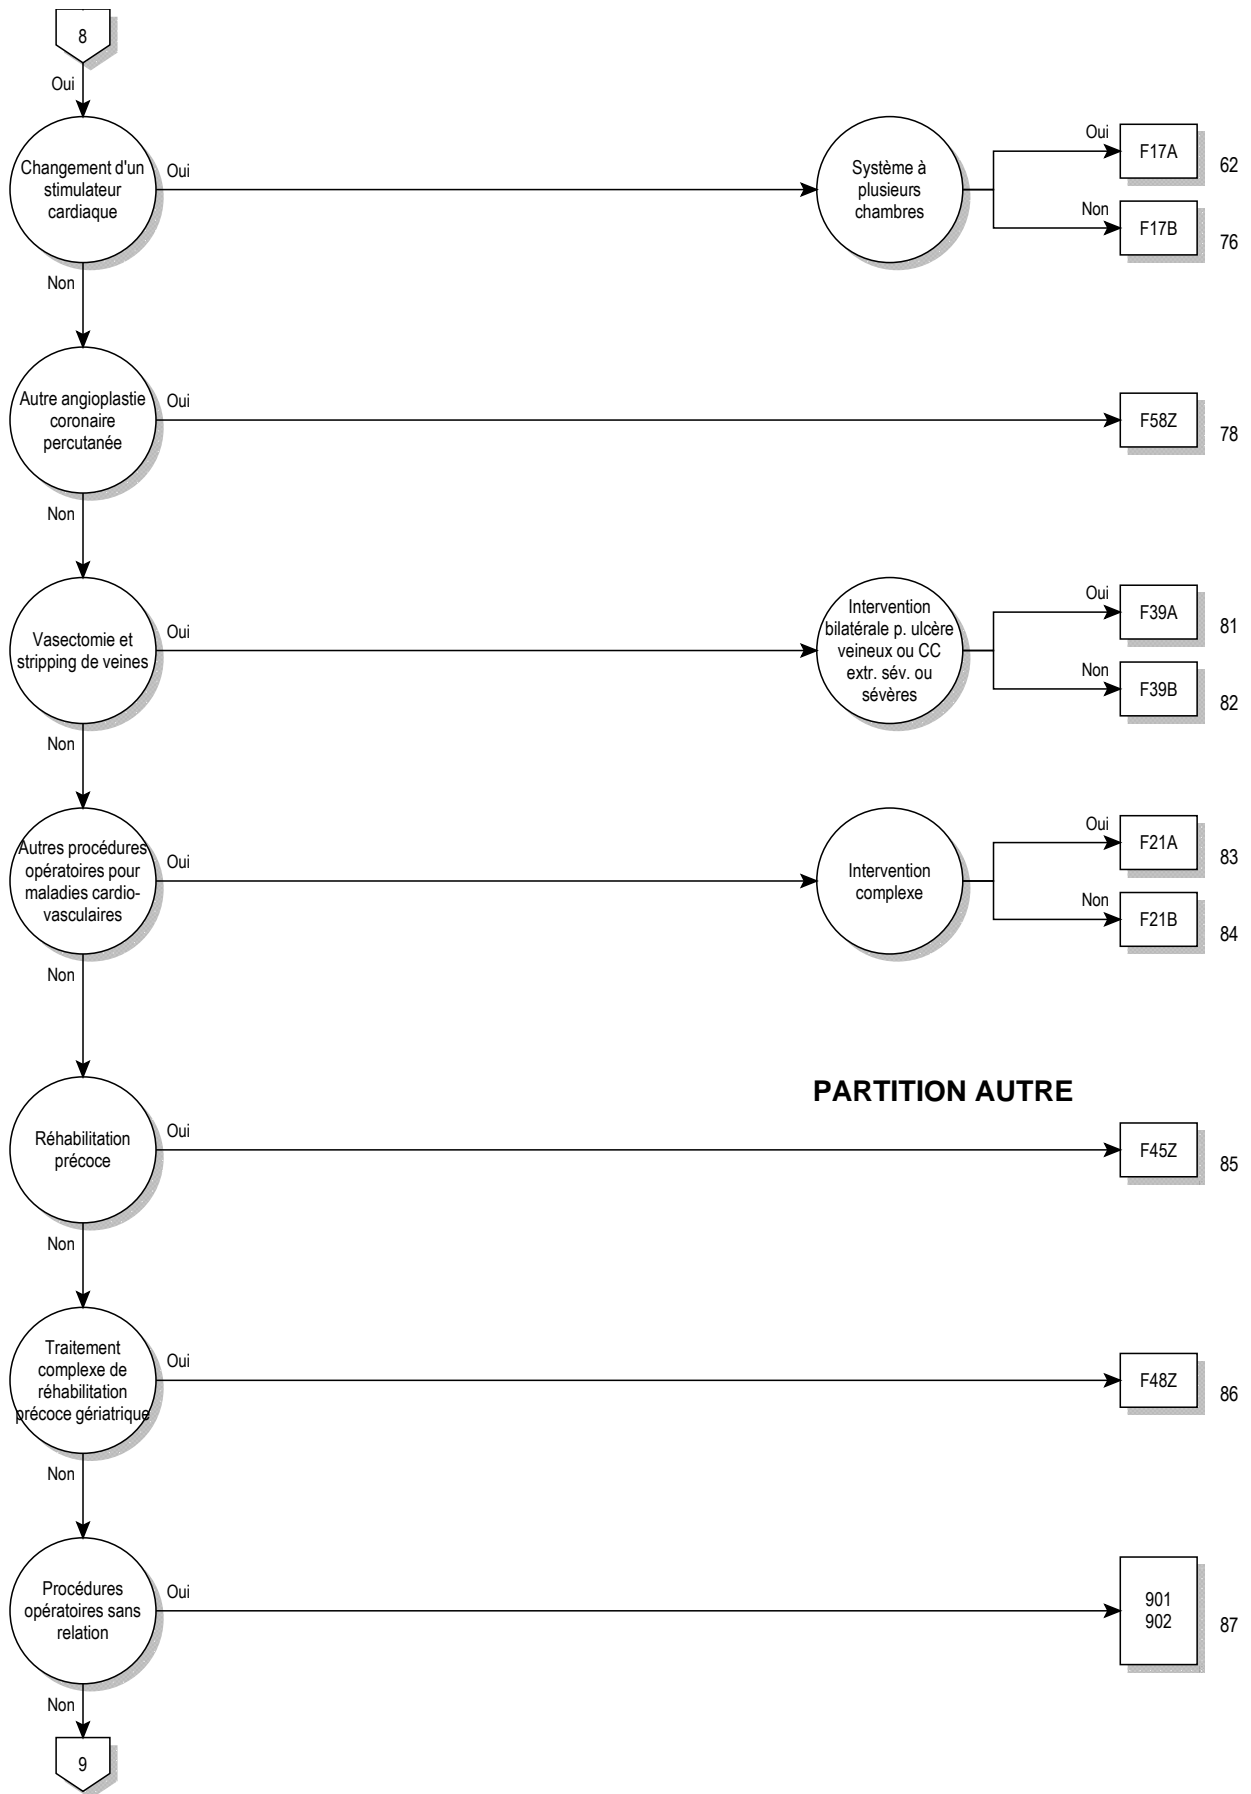 8
Oui
Changement d'un
stimulateur
cardiaque
Oui
Système à
plusieurs
chambres
Oui
F17A
62
Non
F17B
76
Non
Autre angioplastie
coronaire
percutanée
Oui
F58Z
78
Non
Vasectomie et
stripping de veines
Oui
Intervention
bilatérale p. ulcère
veineux ou CC
extr. sév. ou
sévères
Oui
F39A
81
Non
F39B
82
Non
Autres procédures
opératoires pour
maladies cardio-
vasculaires
Oui
Intervention
complexe
Oui
F21A
83
Non
F21B
84
Non
PARTITION AUTRE
Réhabilitation
précoce
Oui
F45Z
85
Non
Traitement
complexe de
réhabilitation
précoce gériatrique
Oui
F48Z
86
Non
Procédures
opératoires sans
relation
Oui
901
902
87
Non
9